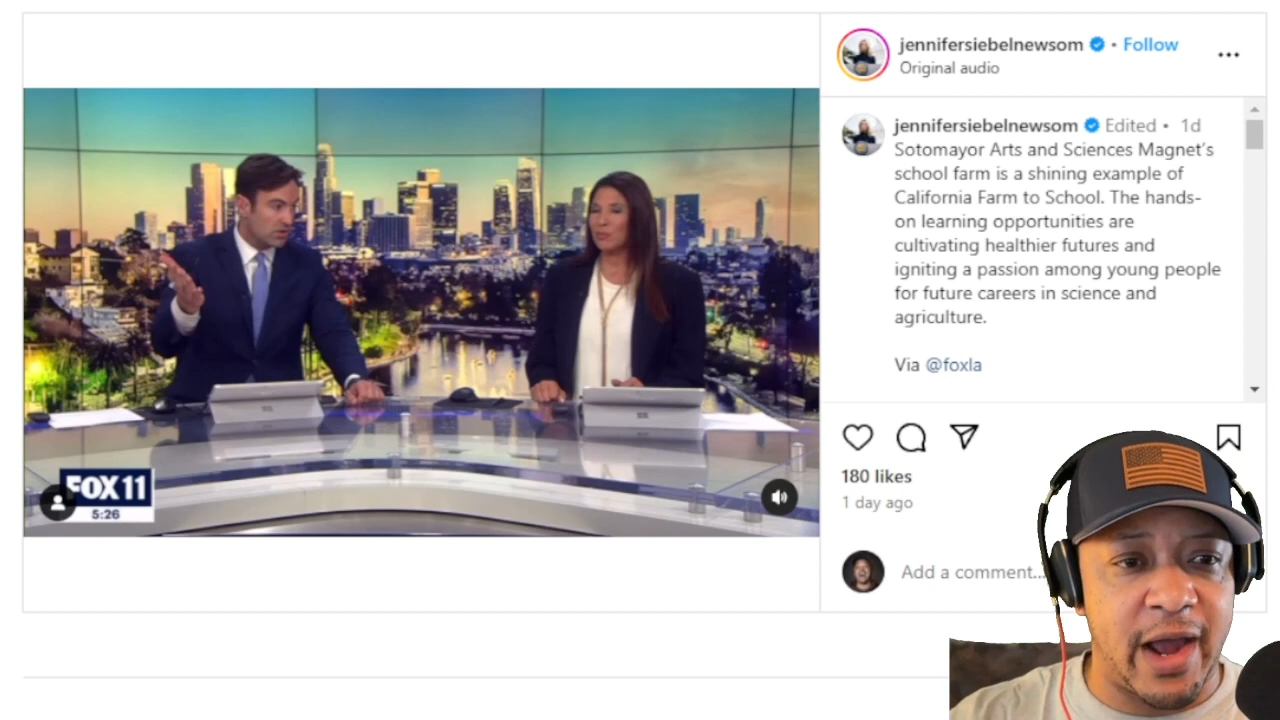 jennifersiebelnewsom • Follow
Original audio
jennifersiebelnewsom Edited • 1d
Sotomayor Arts and Sciences Magnet’s
school farm is a shining example of
California Farm to School. The hands-
on learning opportunities are
cultivating healthier futures and
igniting a passion among young people
for future careers in science and
agriculture.
Via @foxla
180 likes
1 day ago
Add a comment...
FOX 11
5:26